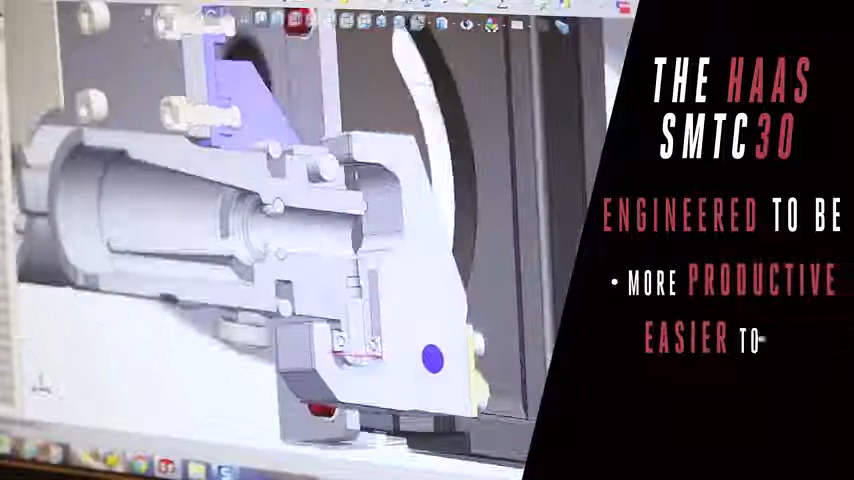 THE HAAS
SMTC30
ENGINEERED TO BE
• MORE PRODUCTIVE
EASIER TO